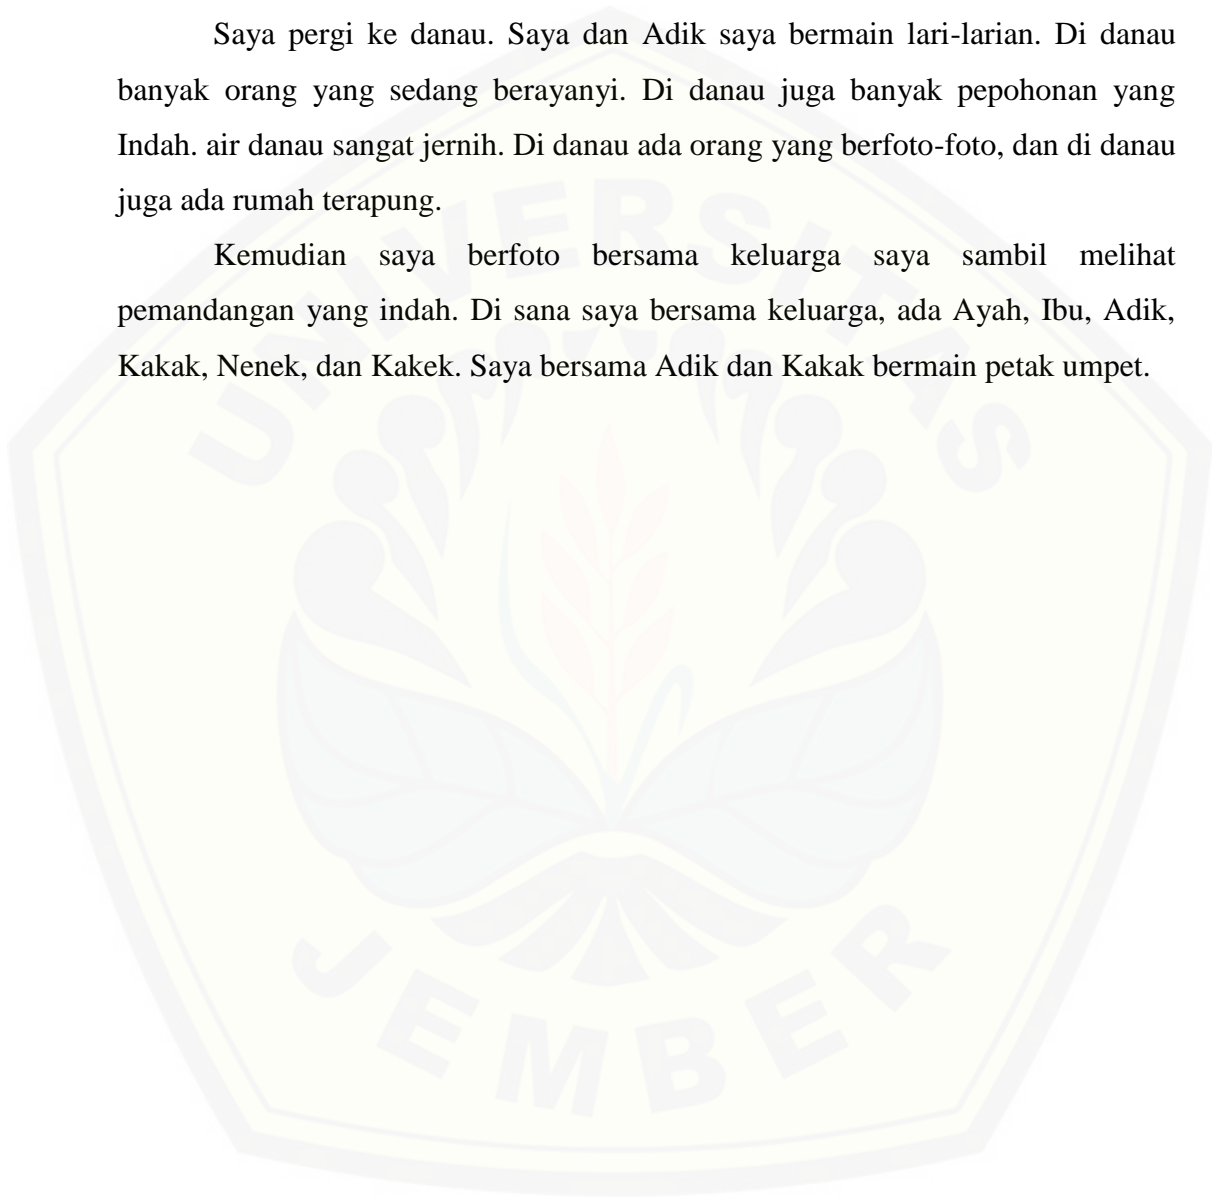 Saya pergi ke danau. Saya dan Adik saya bermain lari-larian. Di danau
banyak orang yang sedang berayanyi. Di danau juga banyak pepohonan yang
Indah. air danau sangat jernih. Di danau ada orang yang berfoto-foto, dan di danau
juga ada rumah terapung.
Kemudian saya berfoto bersama keluarga saya sambil melihat
pemandangan yang indah. Di sana saya bersama keluarga, ada Ayah, Ibu, Adik,
Kakak, Nenek, dan Kakek. Saya bersama Adik dan Kakak bermain petak umpet.
UNIVERSITAS
JEMBER